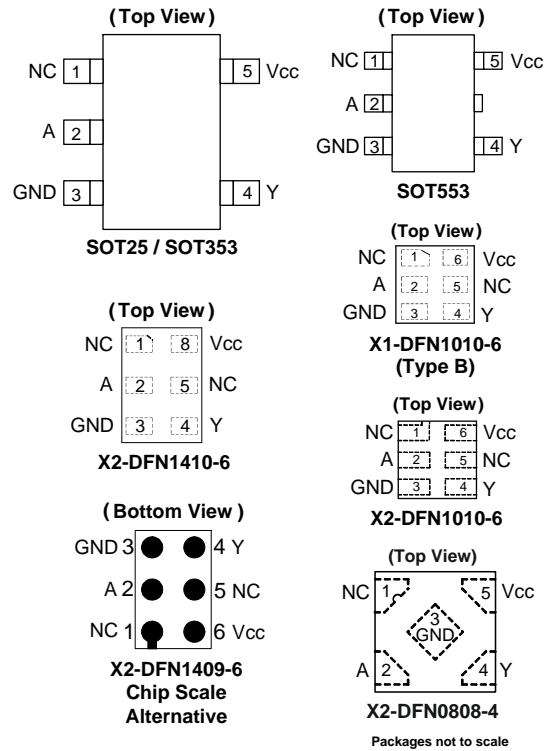 (Top View)
NC 1 5 Vcc
A 2
GND 3 4 Y
SOT25 / SOT353
(Top View)
NC 1 5 Vcc
A 2
GND 3 4 Y
SOT553
(Top View)
NC 1 6 Vcc
A 2 5 NC
GND 3 4 Y
X1-DFN1010-6
(Type B)
(Top View)
NC 1 8 Vcc
A 2 5 NC
GND 3 4 Y
X2-DFN1410-6
(Top View)
NC 1 6 Vcc
A 2 5 NC
GND 3 4 Y
X2-DFN1010-6
(Bottom View)
GND 3 4 Y
A 2 5 NC
NC 1 6 Vcc
X2-DFN1409-6
Chip Scale
Alternative
(Top View)
NC 1 5 Vcc
3
GND
A 2 4 Y
X2-DFN0808-4
Packages not to scale